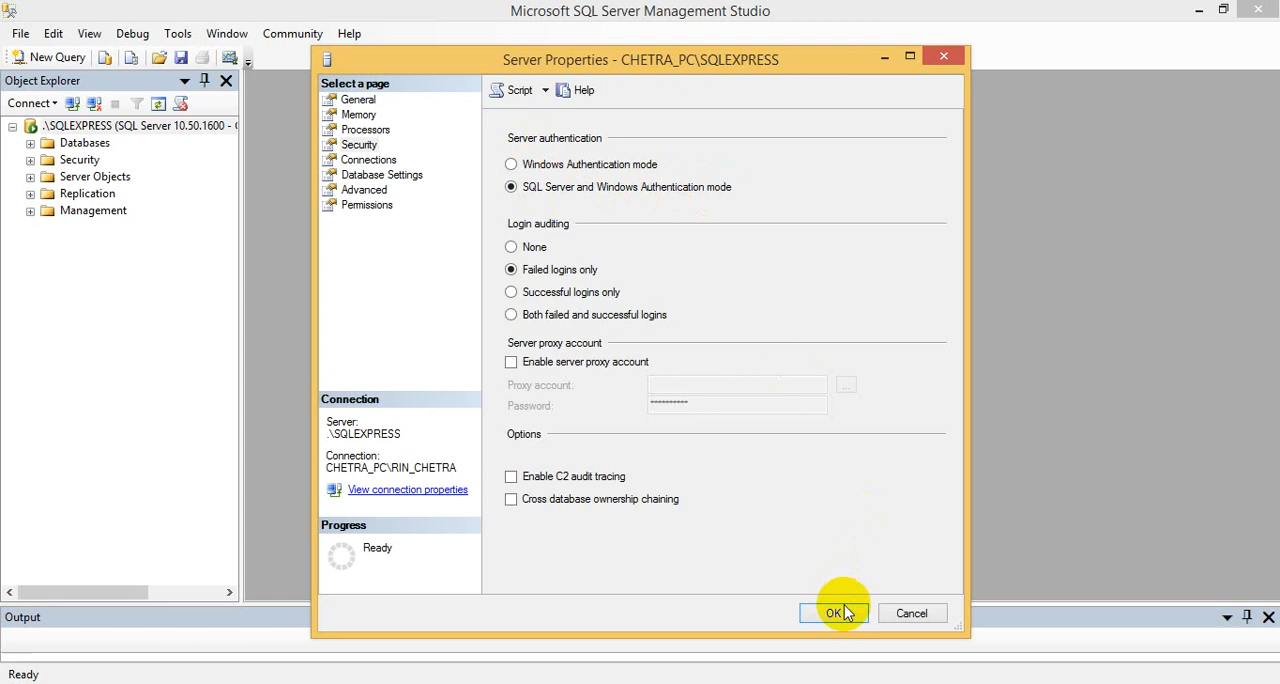 Microsoft SQL Server Management Studio
File Edit View Debug Tools Window Community Help
New Query
Object Explorer
Connect
.\SQLEXPRESS (SQL Server 10.50.1600 -
Databases
Security
Server Objects
Replication
Management
Server Properties - CHETRA_PC\SQLEXPRESS
Select a page
General
Memory
Processors
Security
Connections
Database Settings
Advanced
Permissions
Connection
Server:
.\SQLEXPRESS
Connection:
CHETRA_PC\RIN_CHETRA
View connection properties
Progress
Ready
Script Help
Server authentication
Windows Authentication mode
SQL Server and Windows Authentication mode
Login auditing
None
Failed logins only
Successful logins only
Both failed and successful logins
Server proxy account
Enable server proxy account
Proxy account:
...
Password: **********
Options
Enable C2 audit tracing
Cross database ownership chaining
OK Cancel
Output
Ready